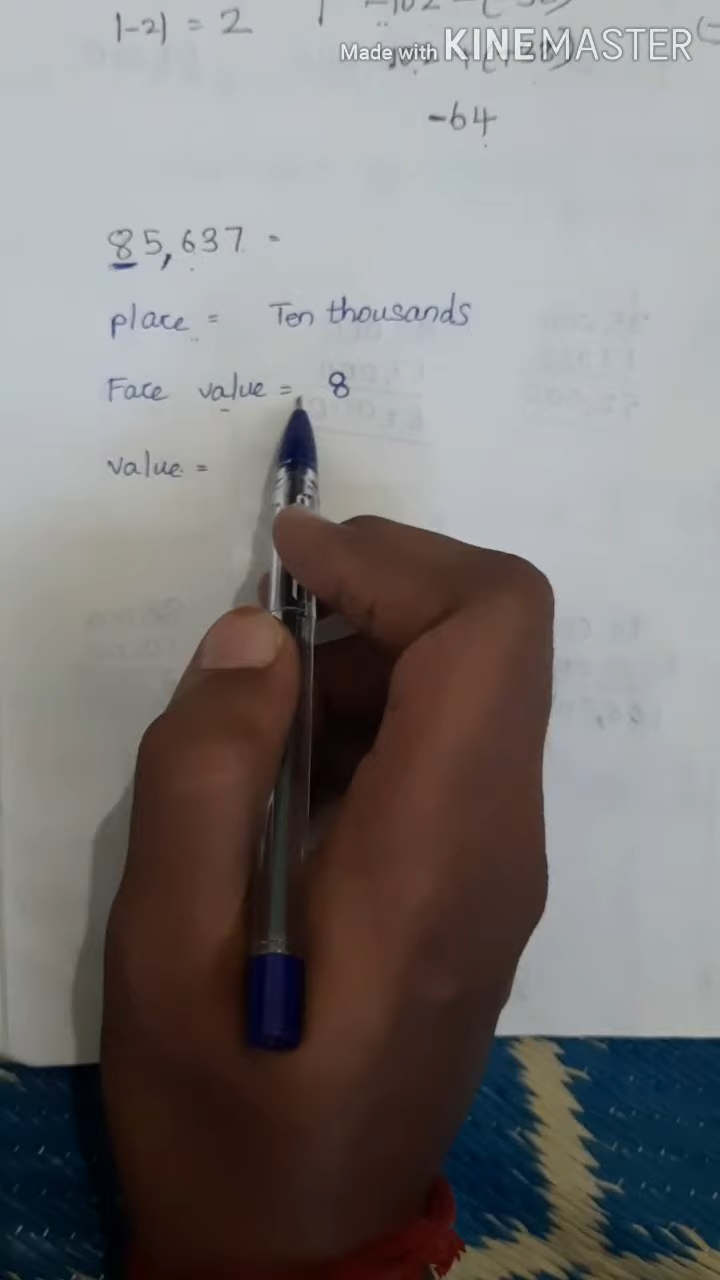 |-2| = 2
Made with KINEMASTER
-64
85,637 -
place = Ten thousands
Face value = 8
value =